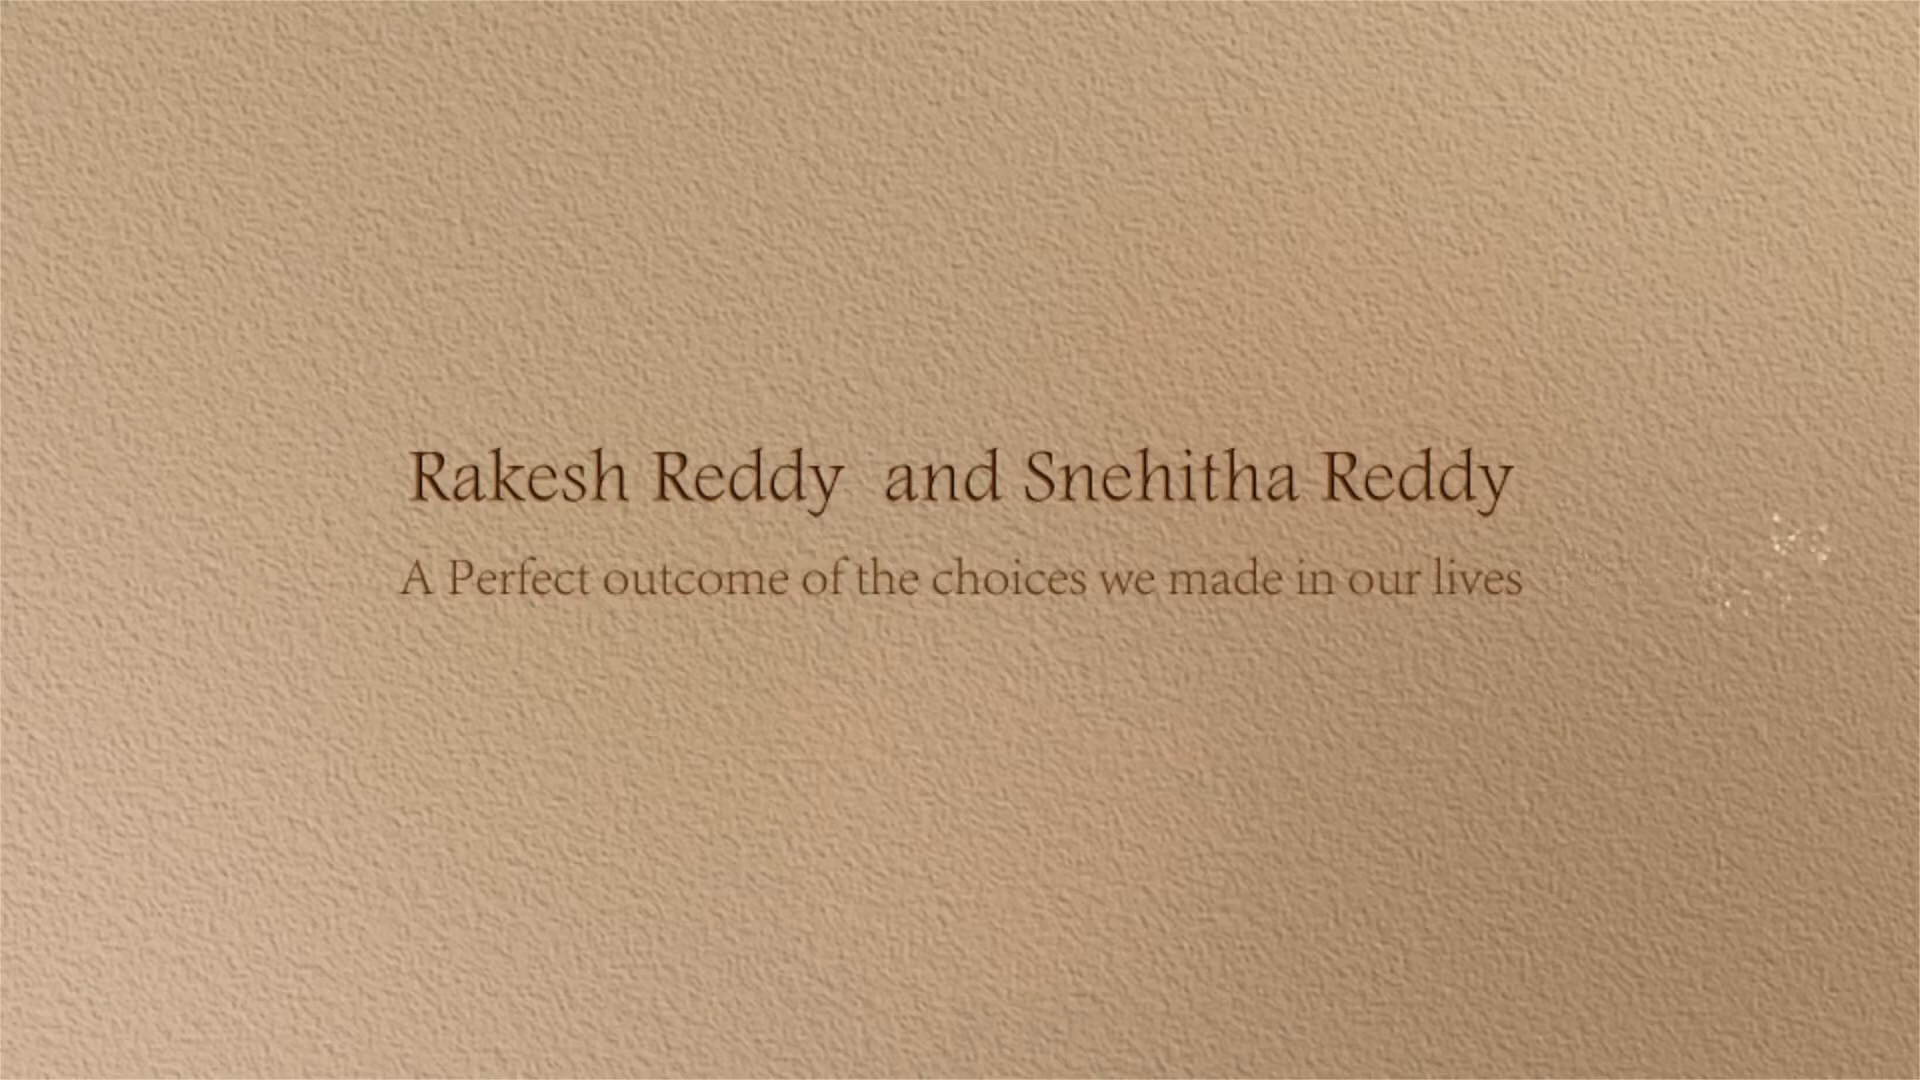 Rakesh Reddy  and Snehitha Reddy
A Perfect outcome of the choices we made in our lives